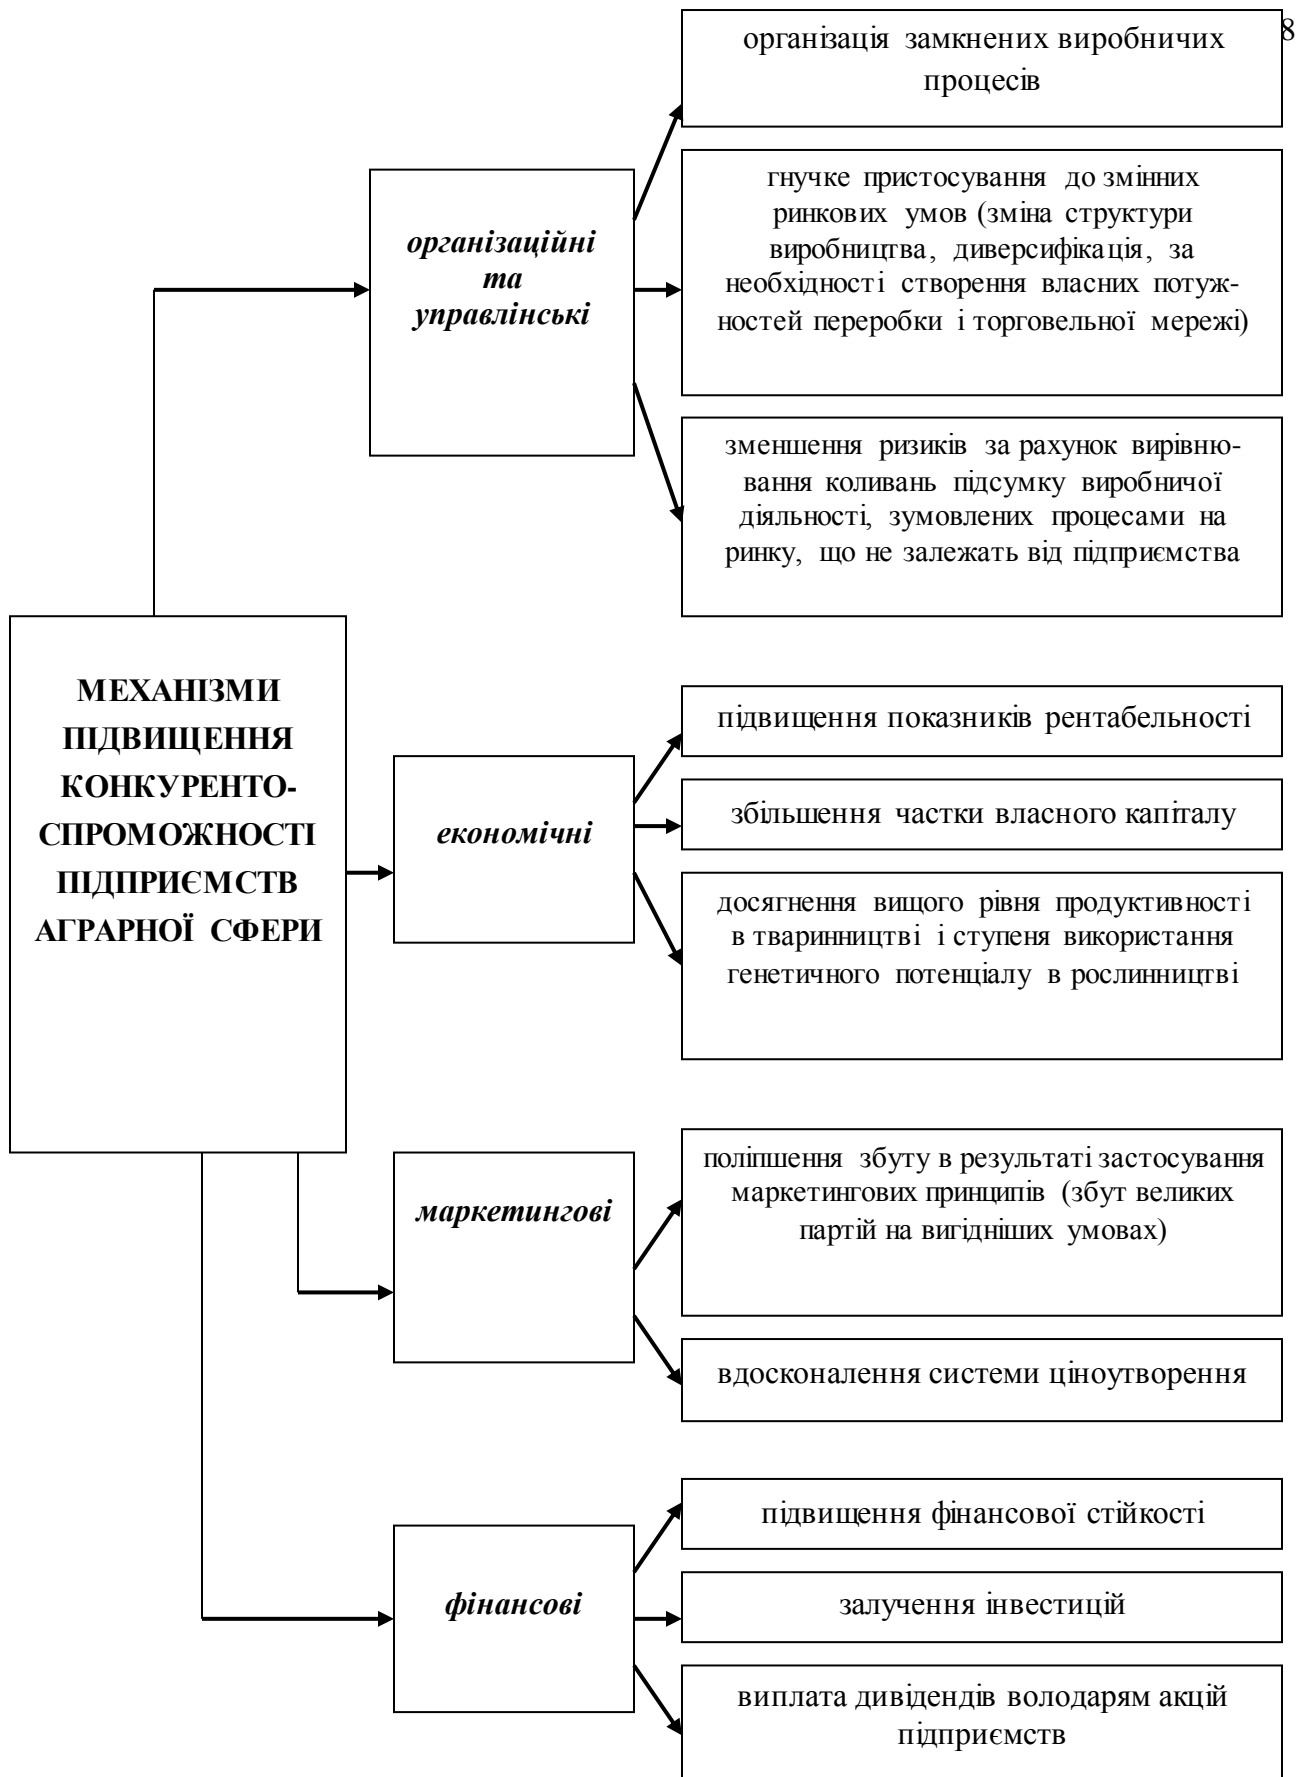 8
організація замкнених виробничих
процесів
гнучке пристосування до змінних
ринкових умов (зміна структури
виробництва, диверсифікація, за
необхідності створення власних потуж-
ностей переробки і торговельної мережі)
організаційні
та
управлінські
зменшення ризиків за рахунок вирівню-
вання коливань підсумку виробничої
діяльності, зумовлених процесами на
ринку, що не залежать від підприємства
МЕХАНІЗМИ
ПІДВИЩЕННЯ
КОНКУРЕНТО-
СПРОМОЖНОСТІ
ПІДПРИЄМСТВ
АГРАРНОЇ СФЕРИ
економічні
підвищення показників рентабельності
збільшення частки власного капіталу
досягнення вищого рівня продуктивності
в тваринництві і ступеня використання
генетичного потенціалу в рослинництві
маркетингові
поліпшення збуту в результаті застосування
маркетингових принципів (збут великих
партій на вигідніших умовах)
вдосконалення системи ціноутворення
фінансові
підвищення фінансової стійкості
залучення інвестицій
виплата дивідендів володарям акцій
підприємств